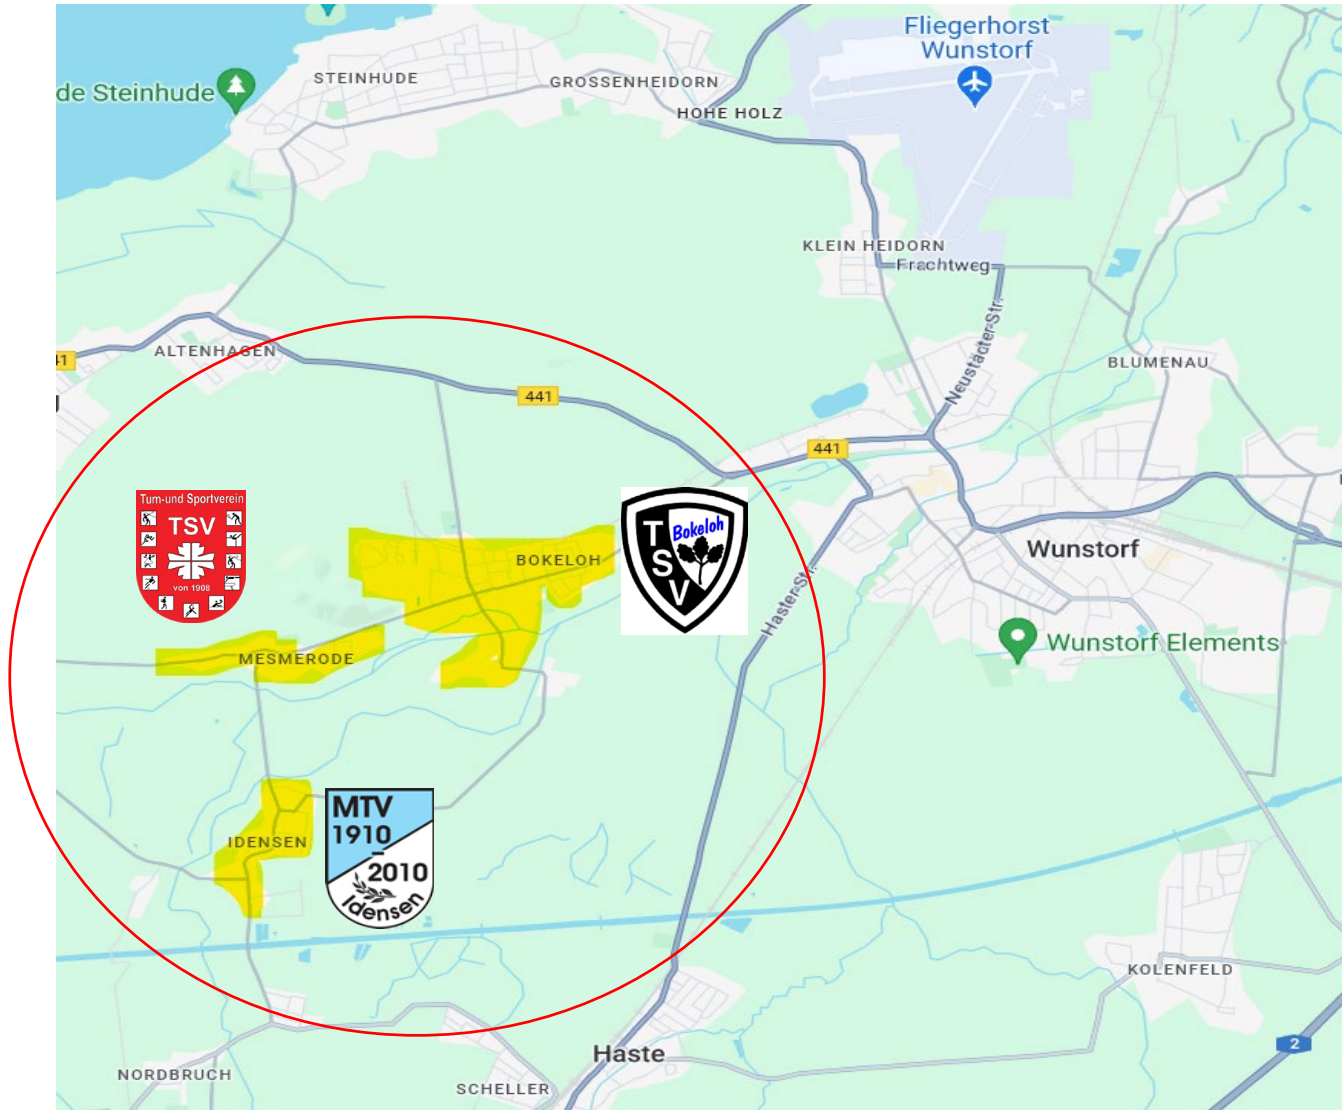 Fliegerhorst
Wunstorf
STEINHUDE
GROSSENHEIDORN
de Steinhude
HOHE HOLZ
KLEIN HEIDORN
Frachtweg
Neustädter Str.
ALTENHAGEN
41
BLUMENAU
441
441
Turn-und Sportverein
TSV
von 1908
TSV
Bokeloh
BOKELOH
Wunstorf
Haster Str.
Wunstorf Elements
MESMERODE
MTV
1910
–
2010
Idensen
IDENSEN
KOLENFELD
2
Haste
NORDBRUCH
SCHELLER